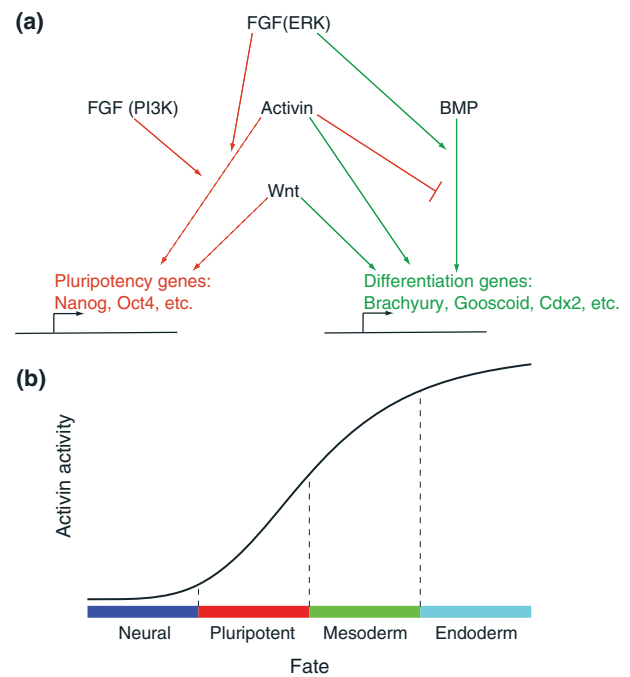 (a)
FGF(ERK)
FGF (PI3K)
Activin
BMP
Wnt
Pluripotency genes:
Nanog, Oct4, etc.
Differentiation genes:
Brachyury, Gooscoid, Cdx2, etc.
(b)
Activin activity
Neural
Pluripotent
Mesoderm
Endoderm
Fate